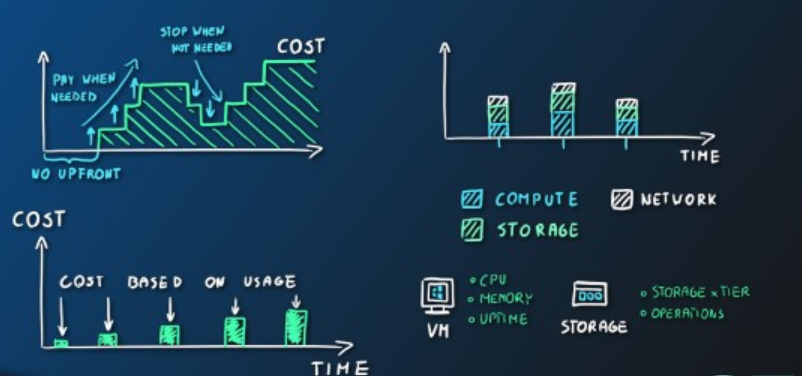 STOP WHEN
NOT NEEDED
COST
PAY WHEN
NEEDED
NO UPFRONT
TIME
COMPUTE
NETWORK
STORAGE
COST
COST BASED ON USAGE
TIME
VM
CPU
MEMORY
UPTIME
STORAGE
STORAGE x TIER
OPERATIONS